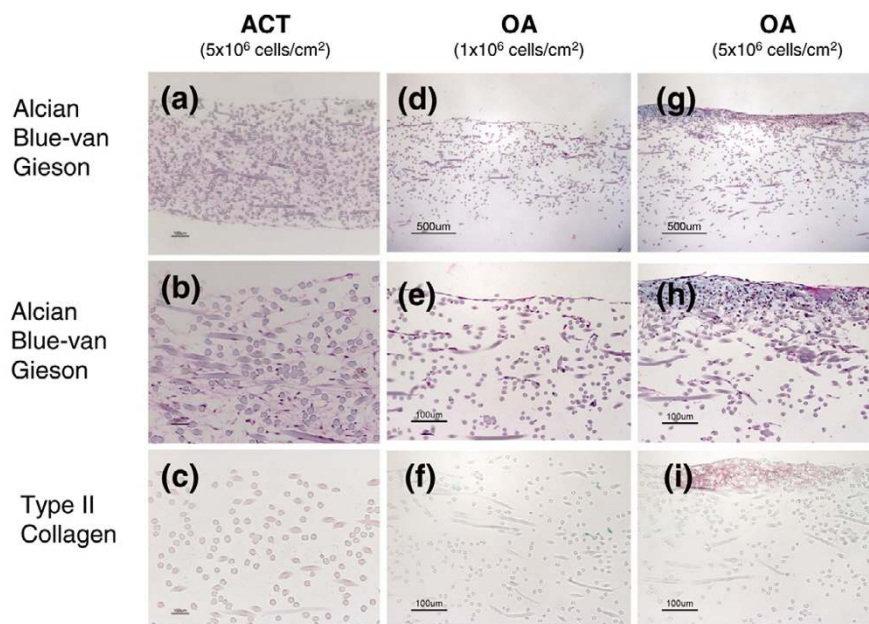 ACT
(5x10⁶ cells/cm²)
OA
(1x10⁶ cells/cm²)
OA
(5x10⁶ cells/cm²)
Alcian
Blue-van
Gieson
(a)
(d)
500um
(g)
500um
Alcian
Blue-van
Gieson
(b)
(e)
100um
(h)
100um
Type II
Collagen
(c)
(f)
100um
(i)
100um